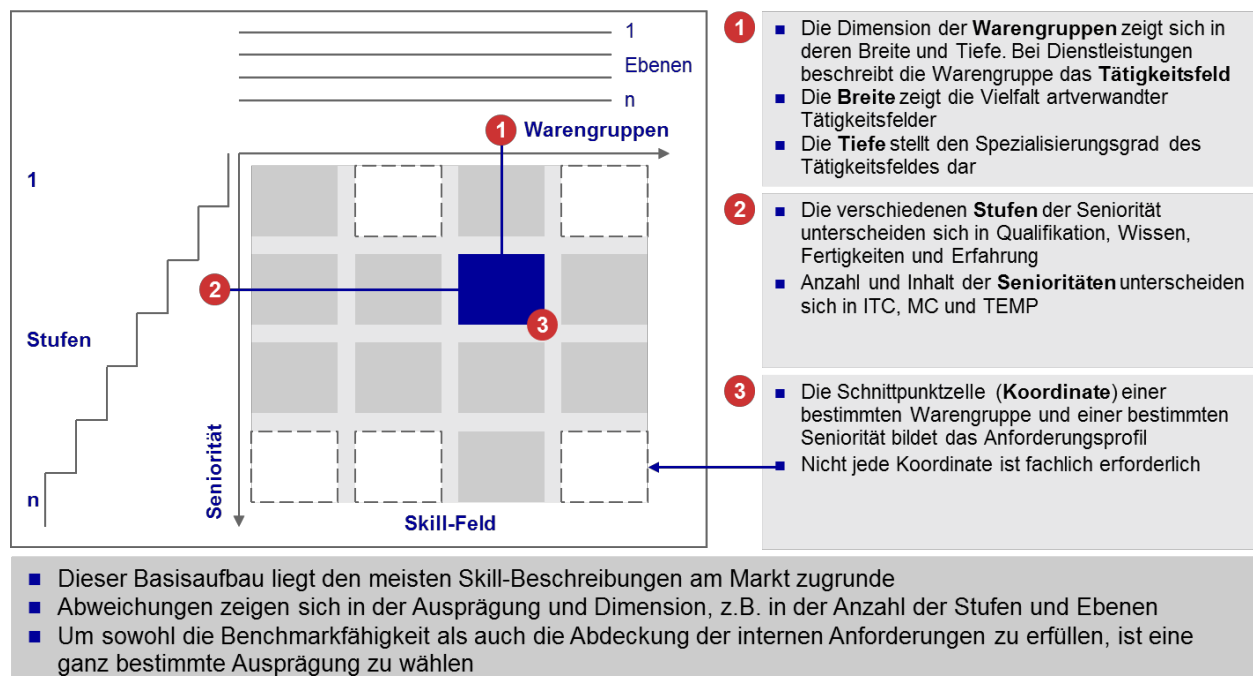 1
Ebenen
n
Warengruppen
1
1
2
3
Stufen
n
Seniorität
Skill-Feld
1
■ Die Dimension der Warengruppen zeigt sich in
deren Breite und Tiefe. Bei Dienstleistungen
beschreibt die Warengruppe das Tätigkeitsfeld
■ Die Breite zeigt die Vielfalt artverwandter
Tätigkeitsfelder
■ Die Tiefe stellt den Spezialisierungsgrad des
Tätigkeitsfeldes dar
2
■ Die verschiedenen Stufen der Seniorität
unterscheiden sich in Qualifikation, Wissen,
Fertigkeiten und Erfahrung
■ Anzahl und Inhalt der Senioritäten unterscheiden
sich in ITC, MC und TEMP
3
■ Die Schnittpunktzelle (Koordinate) einer
bestimmten Warengruppe und einer bestimmten
Seniorität bildet das Anforderungsprofil
■ Nicht jede Koordinate ist fachlich erforderlich
■ Dieser Basisaufbau liegt den meisten Skill-Beschreibungen am Markt zugrunde
■ Abweichungen zeigen sich in der Ausprägung und Dimension, z.B. in der Anzahl der Stufen und Ebenen
■ Um sowohl die Benchmarkfähigkeit als auch die Abdeckung der internen Anforderungen zu erfüllen, ist eine
ganz bestimmte Ausprägung zu wählen